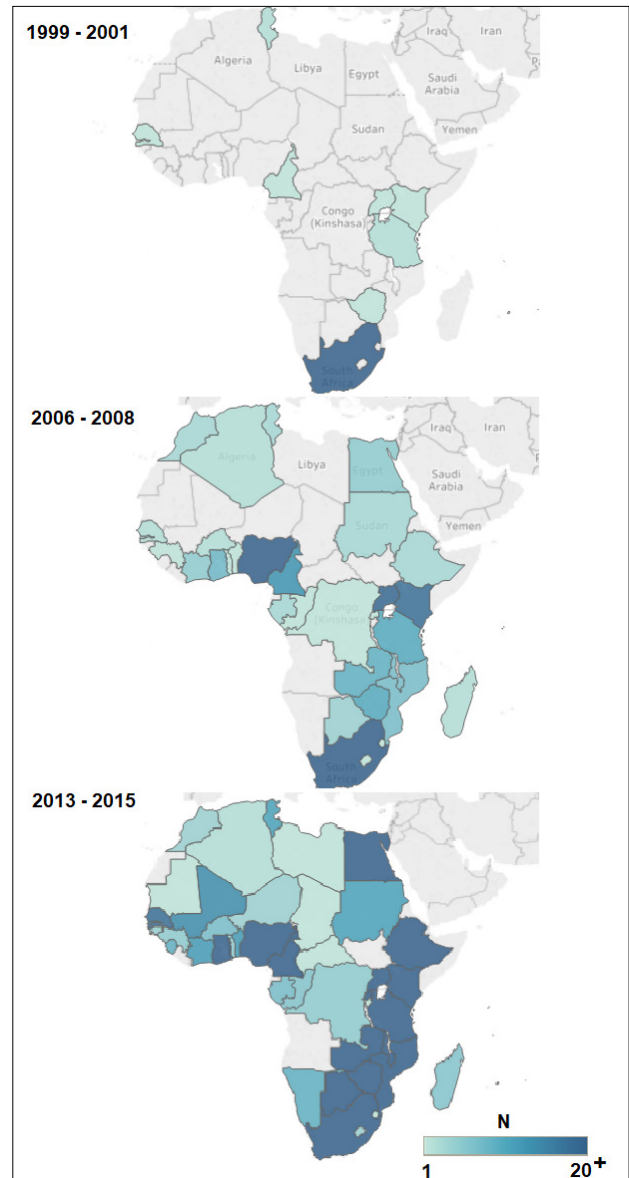 1999 - 2001
Iraq
Iran
Algeria
Libya
Egypt
Saudi
Arabia
Sudan
Yemen
Congo
(Kinshasa)
South
Africa
2006 - 2008
Iraq
Iran
Algeria
Libya
Egypt
Saudi
Arabia
Sudan
Yemen
Congo
(Kinshasa)
South
Africa
2013 - 2015
N
1
20+